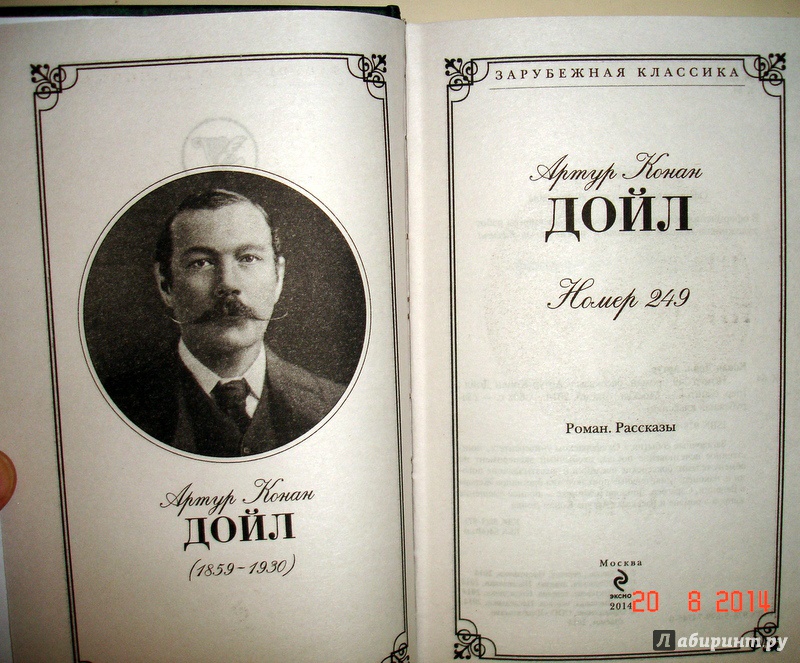 Артур Конан
ДОЙЛ
(1859–1930)
ЗАРУБЕЖНАЯ КЛАССИКА
Артур Конан
ДОЙЛ
Номер 249
Роман. Рассказы
Москва
ЭКСМО
2014
20 8 2014
Лабиринт.ру